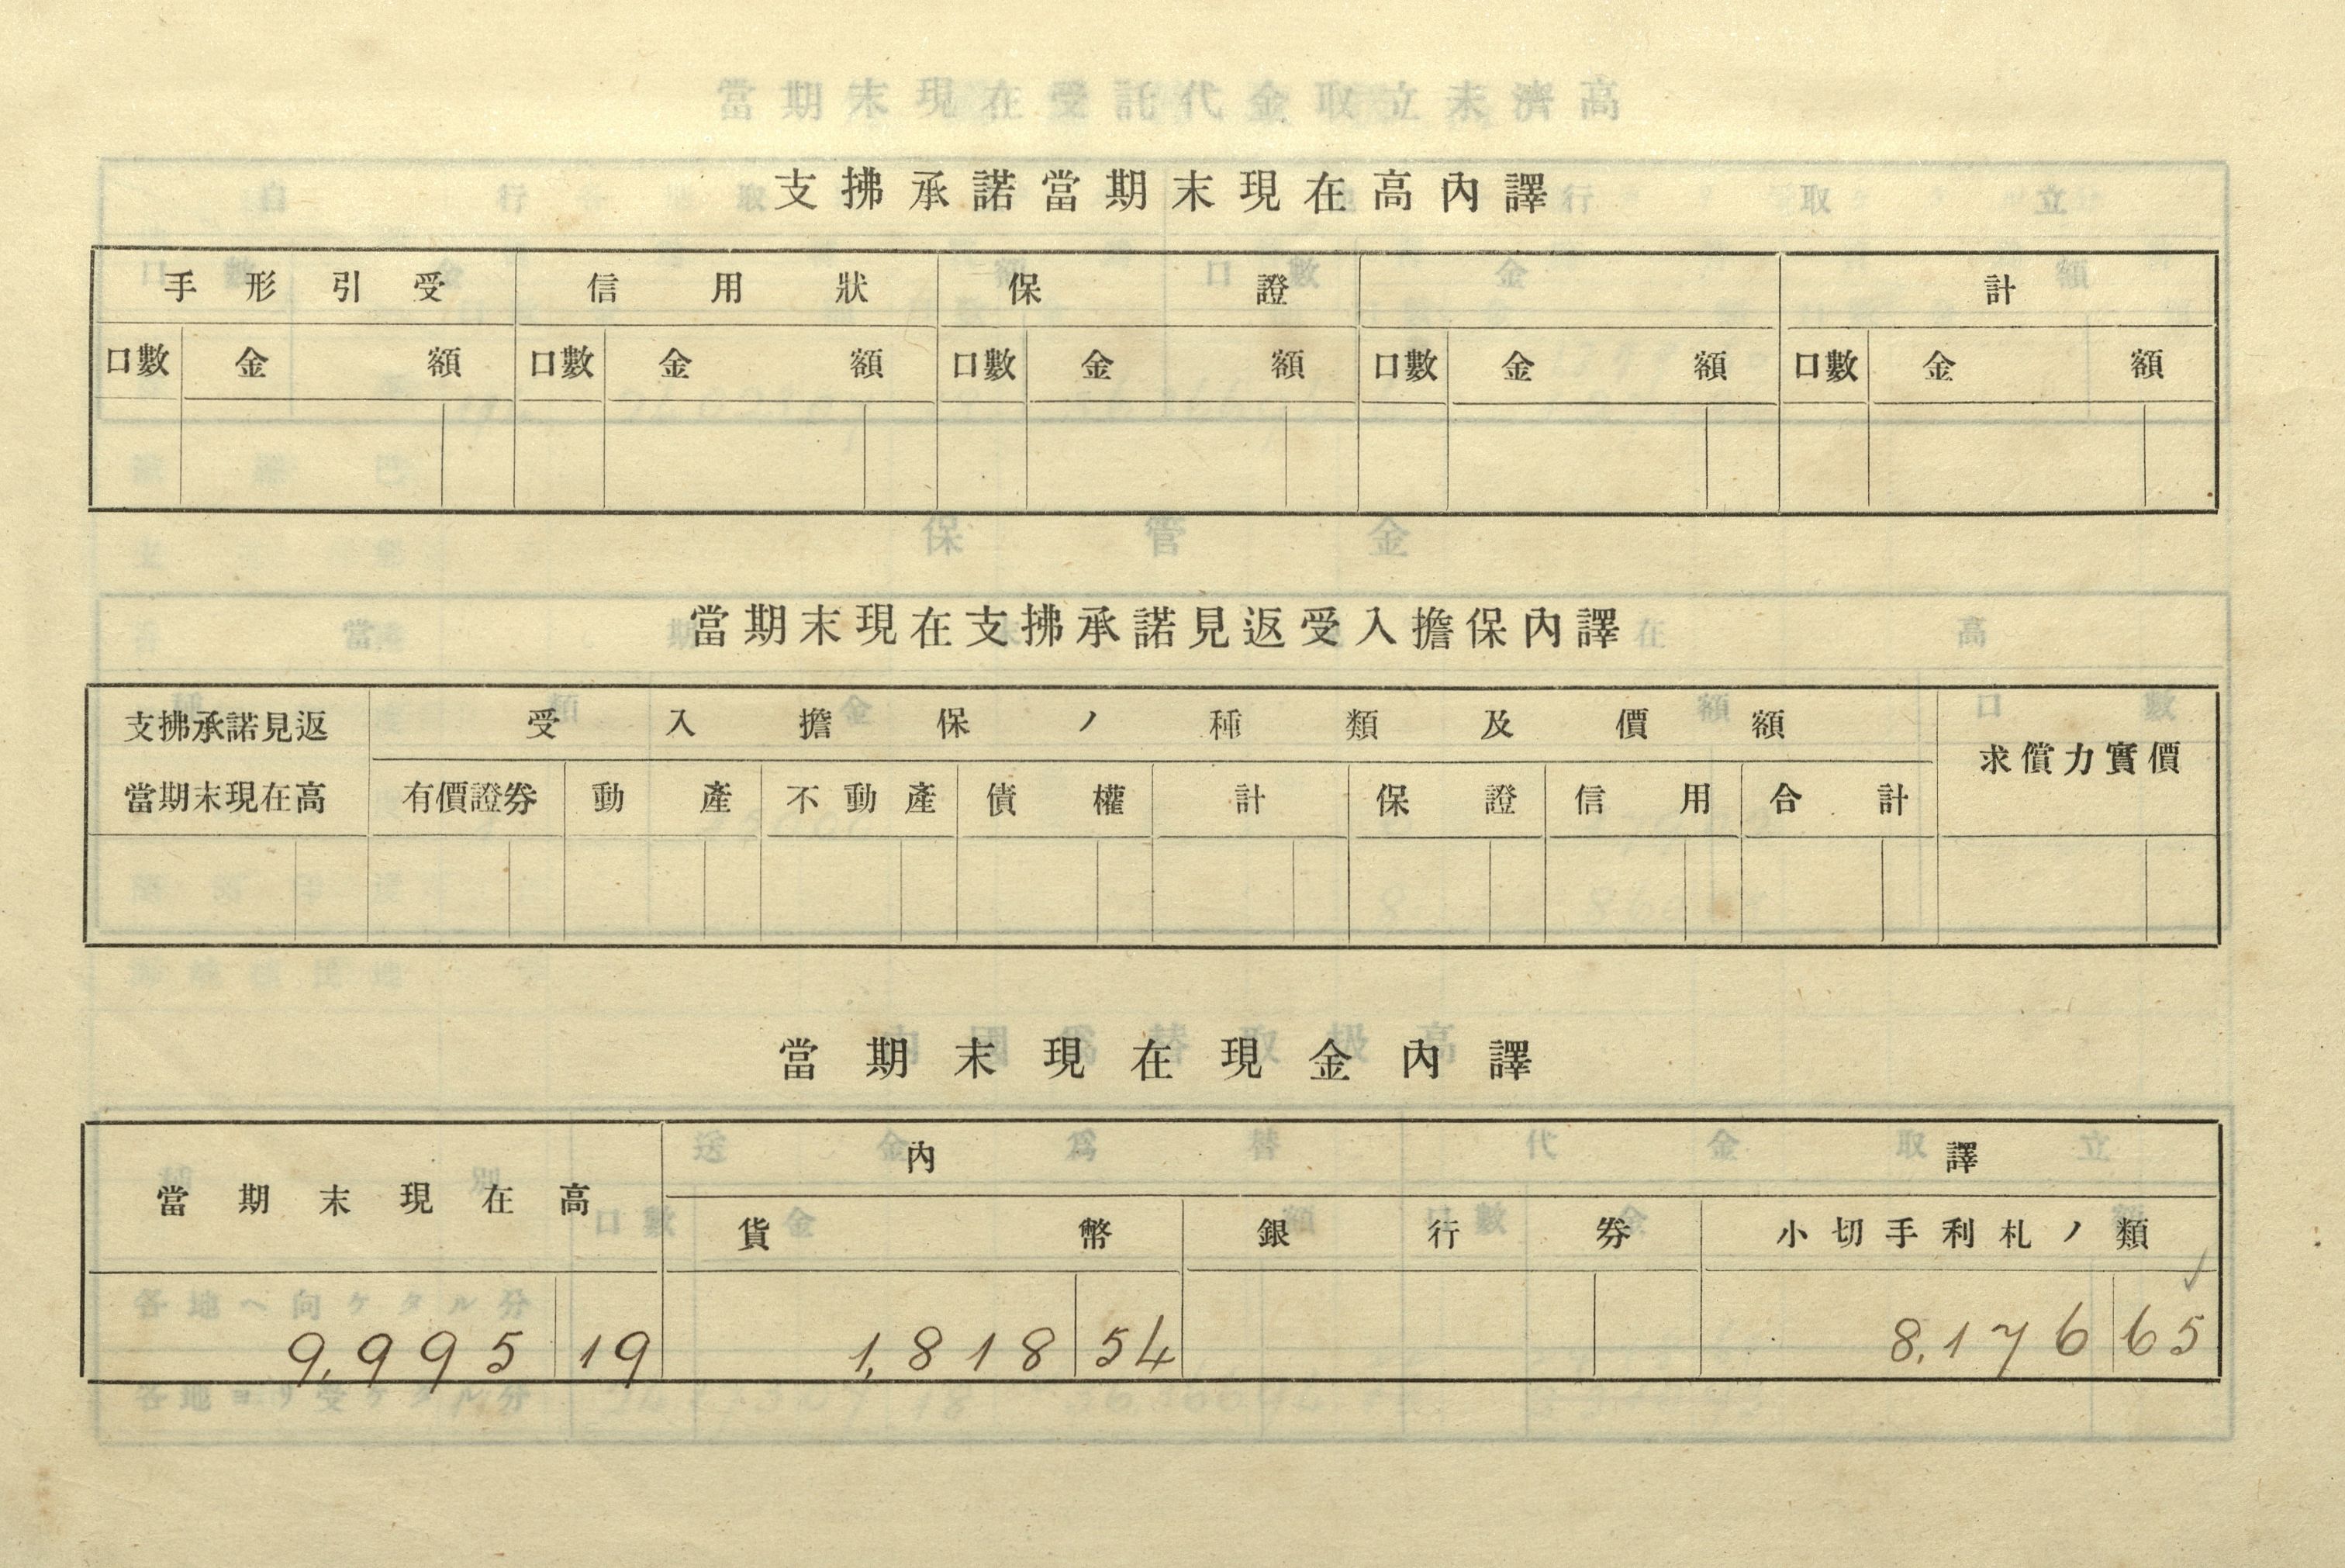 支拂承諾當期末現在高內譯
手形引受 信用狀 保證 計
口數 金額 口數 金額 口數 金額 口數 金額 口數 金額
當期末現在支拂承諾見返受入擔保內譯
支拂承諾見返當期末現在高 受入擔保ノ種類及價額 求償力實價
有價證券 動產 不動產 債權 計 保證 信用 合計
當期末現在現金內譯
當期末現在高 內譯
貨幣 銀行券 小切手利札ノ類
9,995 19 1,818 54 8,176 65